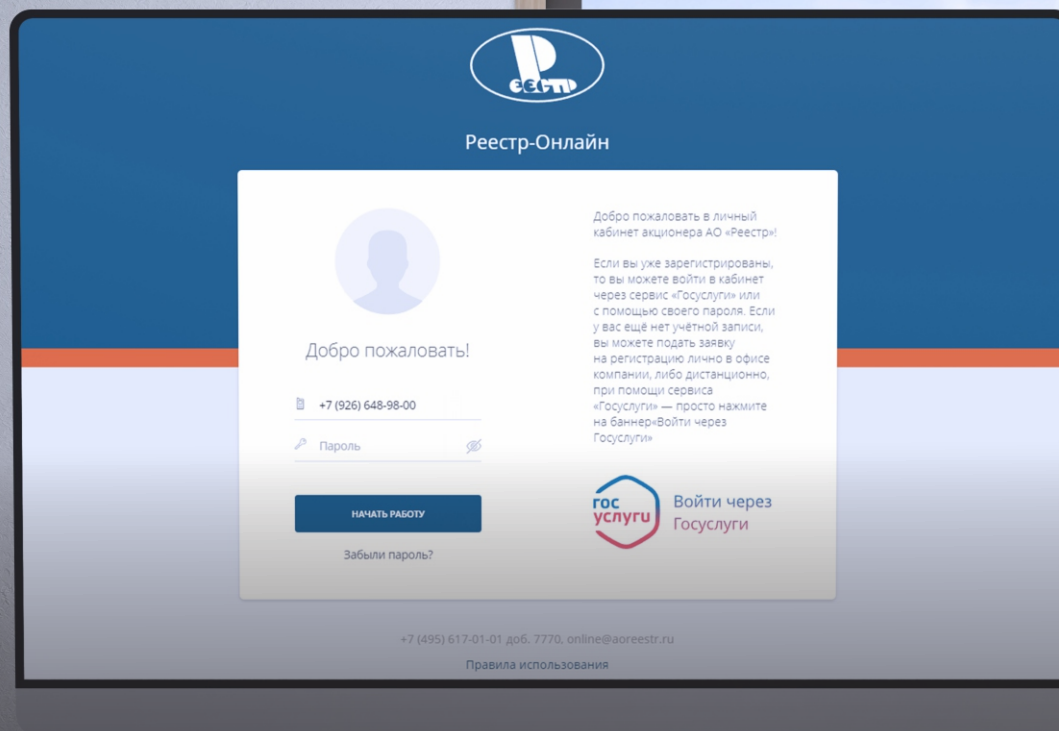 РЕЕСТР
Реестр-Онлайн
Добро пожаловать!
+7 (926) 648-98-00
Пароль
НАЧАТЬ РАБОТУ
Забыли пароль?
Добро пожаловать в личный
кабинет акционера АО «Реестр»!
Если вы уже зарегистрированы,
то вы можете войти в кабинет
через сервис «Госуслуги» или
с помощью своего пароля. Если
у вас ещё нет учётной записи,
вы можете подать заявку
на регистрацию лично в офисе
компании, либо дистанционно,
при помощи сервиса
«Госуслуги» — просто нажмите
на баннер«Войти через
Госуслуги»
гос
услуги
Войти через
Госуслуги
+7 (495) 617-01-01 доб. 7770, online@aoreestr.ru
Правила использования